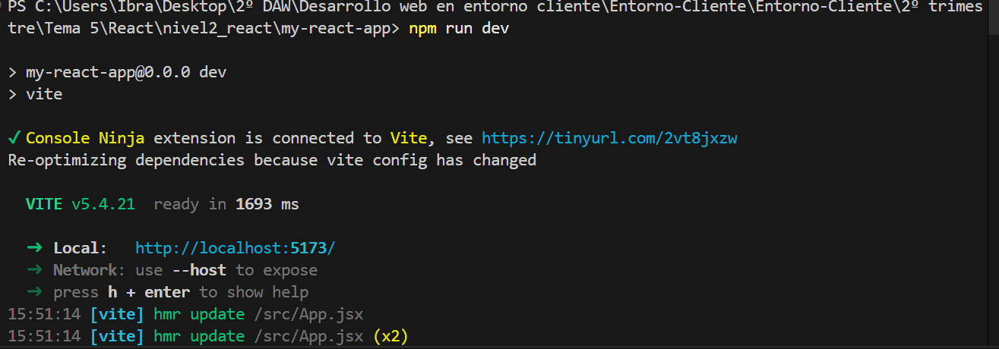 PS C:\Users\Ibra\Desktop\2º DAW\Desarrollo web en entorno cliente\Entorno-Cliente\Entorno-Cliente\2º trimes
tre\Tema 5\React\nivel2_react\my-react-app> npm run dev
> my-react-app@0.0.0 dev
> vite
✓ Console Ninja extension is connected to Vite, see https://tinyurl.com/2vt8jxzw
Re-optimizing dependencies because vite config has changed
VITE v5.4.21 ready in 1693 ms
➜ Local: http://localhost:5173/
➜ Network: use --host to expose
➜ press h + enter to show help
15:51:14 [vite] hmr update /src/App.jsx
15:51:14 [vite] hmr update /src/App.jsx (x2)